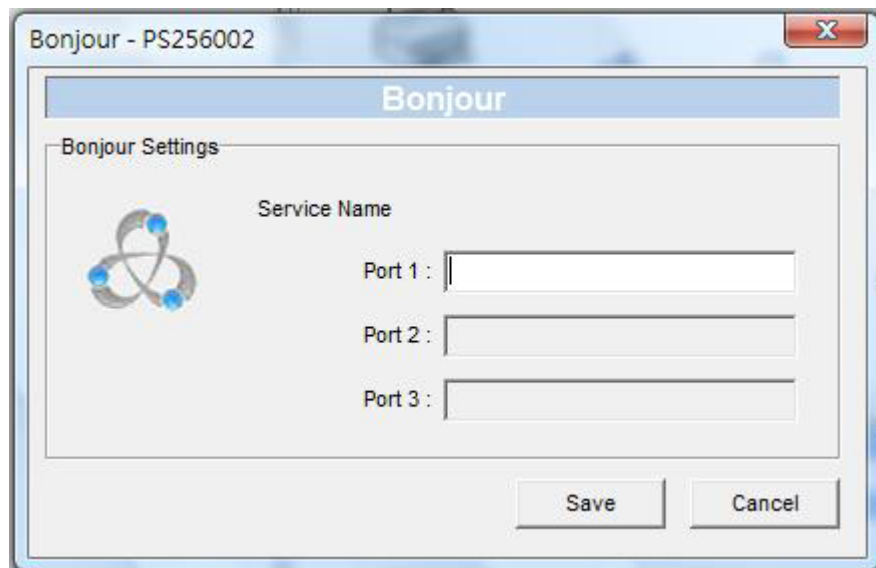 Bonjour - PS256002
Bonjour
Bonjour Settings
Service Name
Port 1 :
Port 2 :
Port 3 :
Save
Cancel